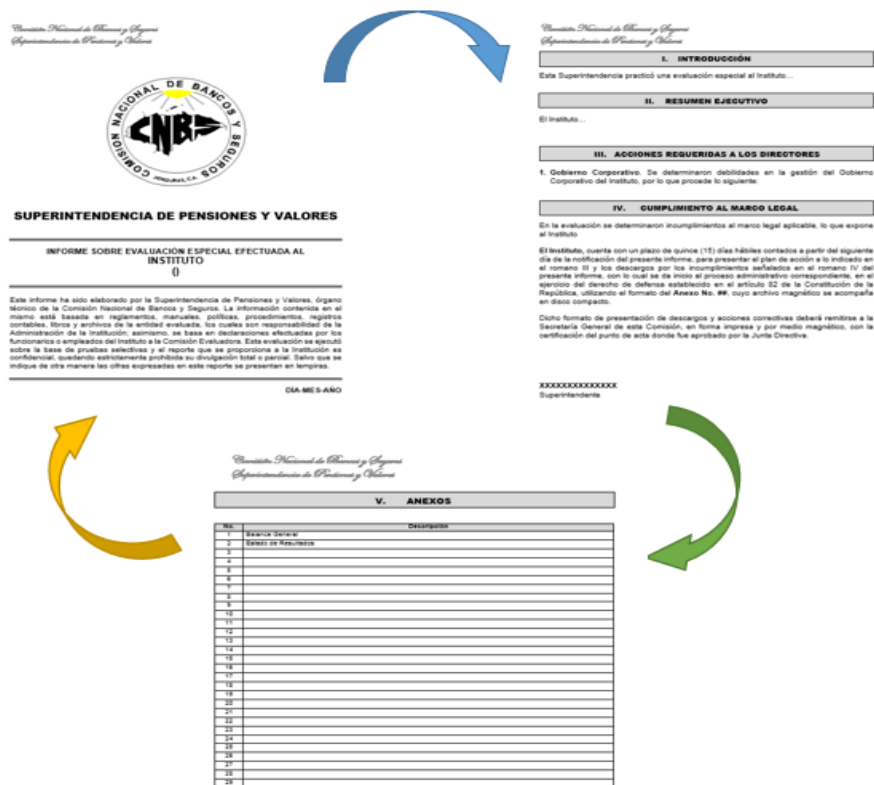 Comisión Nacional de Bancos y Seguros
Superintendencia de Pensiones y Valores
COMISION NACIONAL DE BANCOS Y SEGUROS
CNBS
HONDURAS, C.A.
SUPERINTENDENCIA DE PENSIONES Y VALORES
INFORME SOBRE EVALUACIÓN ESPECIAL EFECTUADA AL
INSTITUTO
()
Este informe ha sido elaborado por la Superintendencia de Pensiones y Valores, órgano
técnico de la Comisión Nacional de Bancos y Seguros. La información contenida en el
mismo está basada en reglamentos, manuales, políticas, procedimientos, registros
contables, libros y archivos de la entidad evaluada, los cuales son responsabilidad de la
Administración de la Institución; asimismo, se basa en declaraciones efectuadas por los
funcionarios o empleados del Instituto a la Comisión Evaluadora. Esta evaluación se ejecutó
sobre la base de pruebas selectivas y el reporte que se proporciona a la Institución es
confidencial, quedando estrictamente prohibida su divulgación total o parcial. Salvo que se
indique de otra manera las cifras expresadas en este reporte se presentan en lempiras.
DIA-MES-AÑO
Comisión Nacional de Bancos y Seguros
Superintendencia de Pensiones y Valores
I. INTRODUCCIÓN
Esta Superintendencia practicó una evaluación especial al Instituto…
II. RESUMEN EJECUTIVO
El Instituto…
III. ACCIONES REQUERIDAS A LOS DIRECTORES
1. Gobierno Corporativo. Se determinaron debilidades en la gestión del Gobierno
Corporativo del Instituto, por lo que procede lo siguiente:
IV. CUMPLIMIENTO AL MARCO LEGAL
En la evaluación se determinaron incumplimientos al marco legal aplicable, lo que expone
al Instituto
El Instituto, cuenta con un plazo de quince (15) días hábiles contados a partir del siguiente
día de la notificación del presente informe, para presentar el plan de acción a lo indicado en
el romano III y los descargos por los incumplimientos señalados en el romano IV del
presente informe, con lo cual se da inicio al proceso administrativo correspondiente, en el
ejercicio del derecho de defensa establecido en el artículo 82 de la Constitución de la
República, utilizando el formato del Anexo No. ##, cuyo archivo magnético se acompaña
en disco compacto.
Dicho formato de presentación de descargos y acciones correctivas deberá remitirse a la
Secretaría General de esta Comisión, en forma impresa y por medio magnético, con la
certificación del punto de acta donde fue aprobado por la Junta Directiva.
XXXXXXXXXXXXXX
Superintendente
Comisión Nacional de Bancos y Seguros
Superintendencia de Pensiones y Valores
V. ANEXOS
No. Descripción
1 Balance General
2 Estado de Resultados
3
4
5
6
7
8
9
10
11
12
13
14
15
16
17
18
19
20
21
22
23
24
25
26
27
28
29